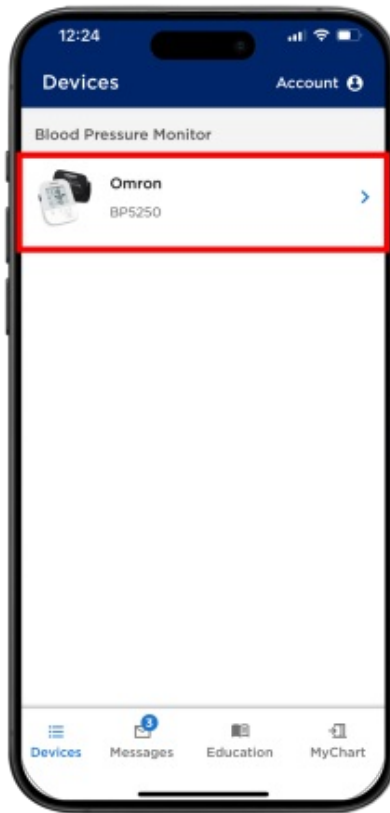 12:24
Devices
Account
Blood Pressure Monitor
Omron
BP5250
3
Devices
Messages
Education
MyChart